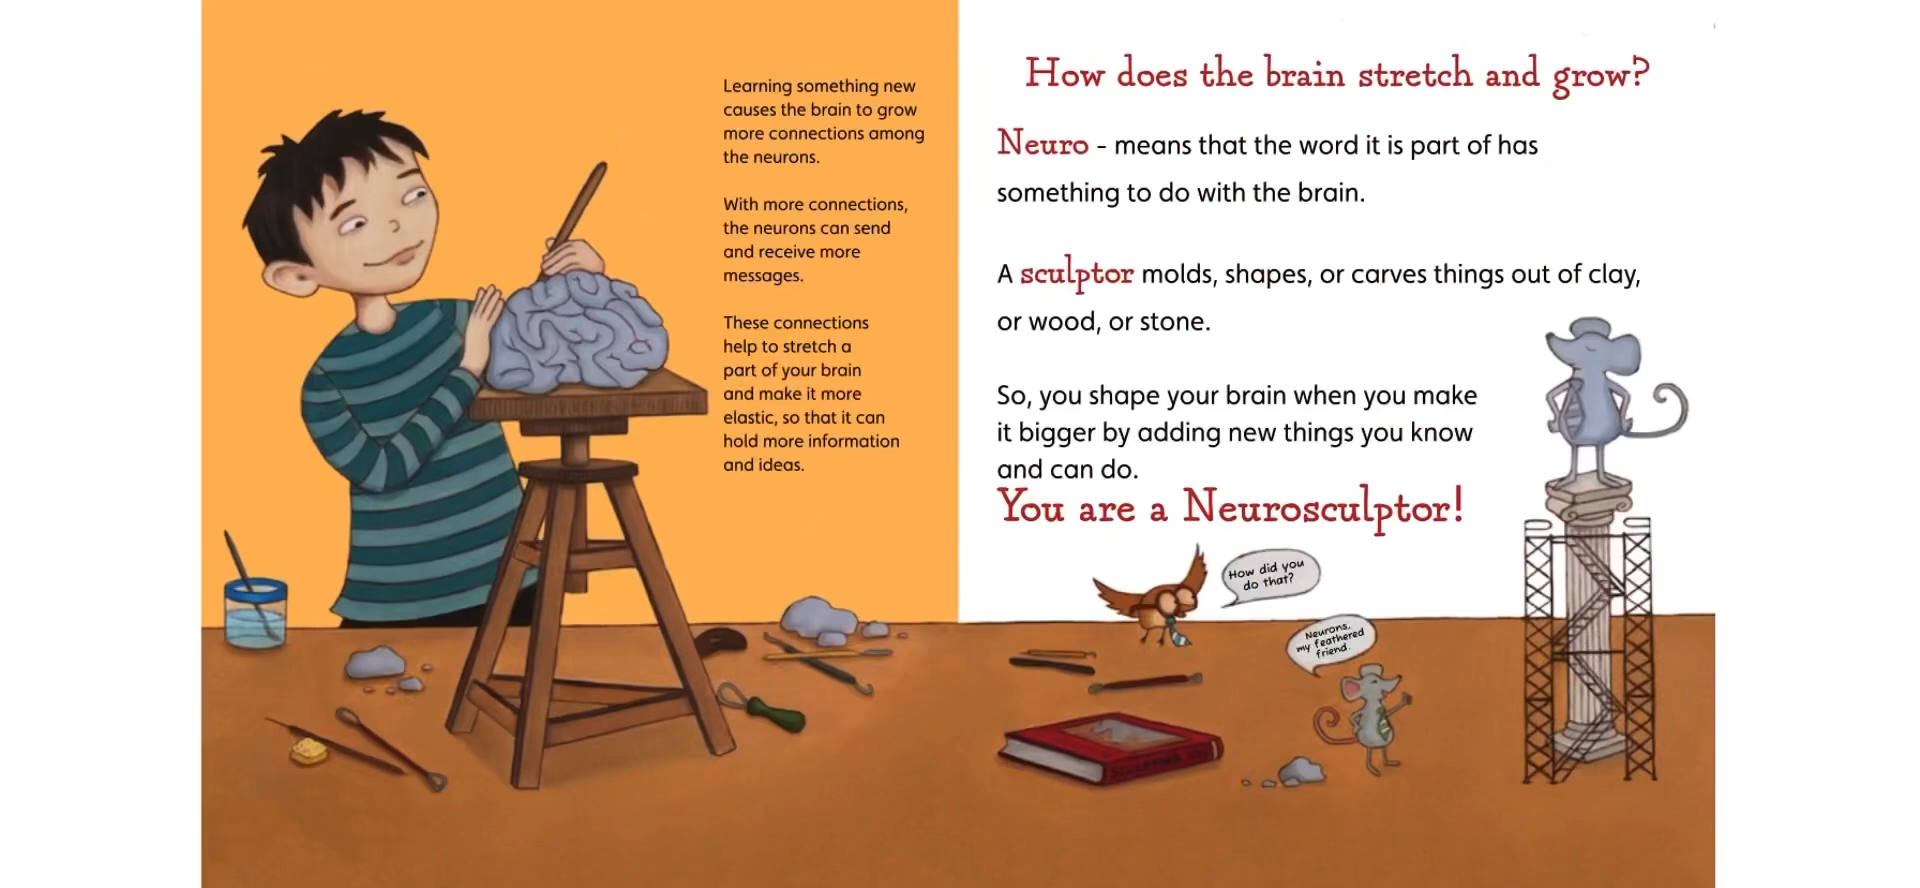 Learning something new
causes the brain to grow
more connections among
the neurons.
With more connections,
the neurons can send
and receive more
messages.
These connections
help to stretch a
part of your brain
and make it more
elastic, so that it can
hold more information
and ideas.
How does the brain stretch and grow?
Neuro - means that the word it is part of has
something to do with the brain.
A sculptor molds, shapes, or carves things out of clay,
or wood, or stone.
So, you shape your brain when you make
it bigger by adding new things you know
and can do.
You are a Neurosculptor!
How did you
do that?
Neurons,
my feathered
friend.